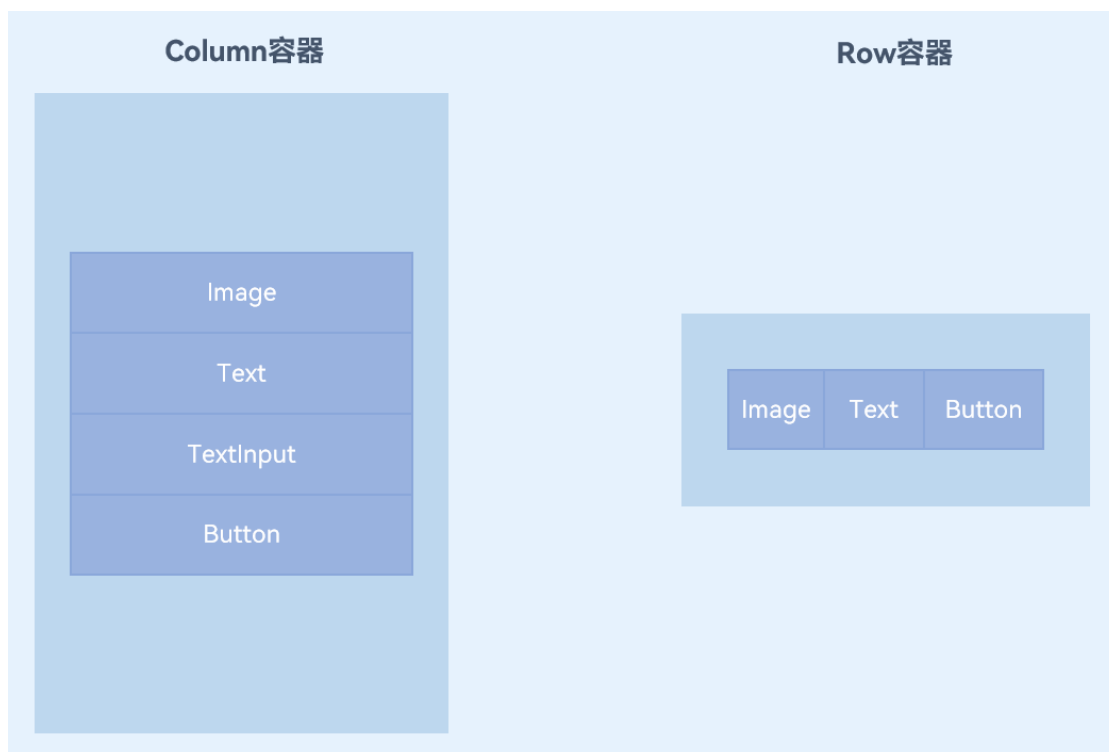 Column容器
Image
Text
TextInput
Button
Row容器
Image
Text
Button